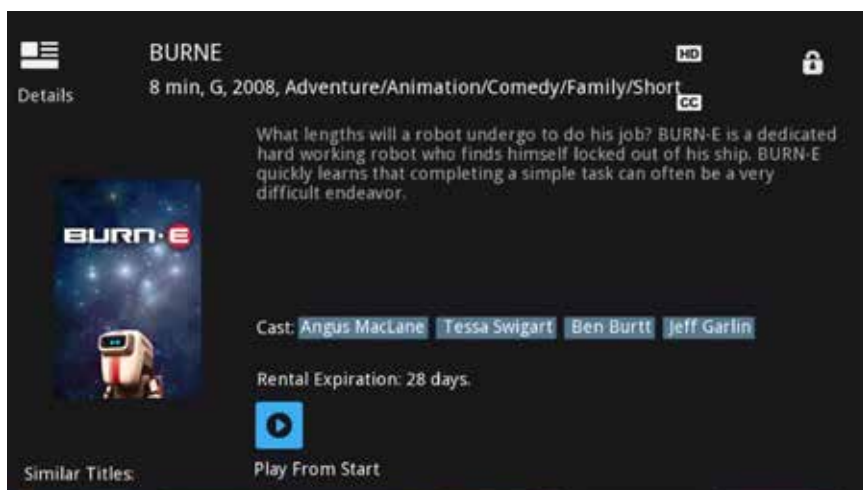 BURNE
HD
Details
8 min, G, 2008, Adventure/Animation/Comedy/Family/Short
CC
What lengths will a robot undergo to do his job? BURN-E is a dedicated
hard working robot who finds himself locked out of his ship. BURN-E
quickly learns that completing a simple task can often be a very
difficult endeavor.
BURN·E
Cast: Angus MacLane Tessa Swigart Ben Burtt Jeff Garlin
Rental Expiration: 28 days.
Play From Start
Similar Titles: